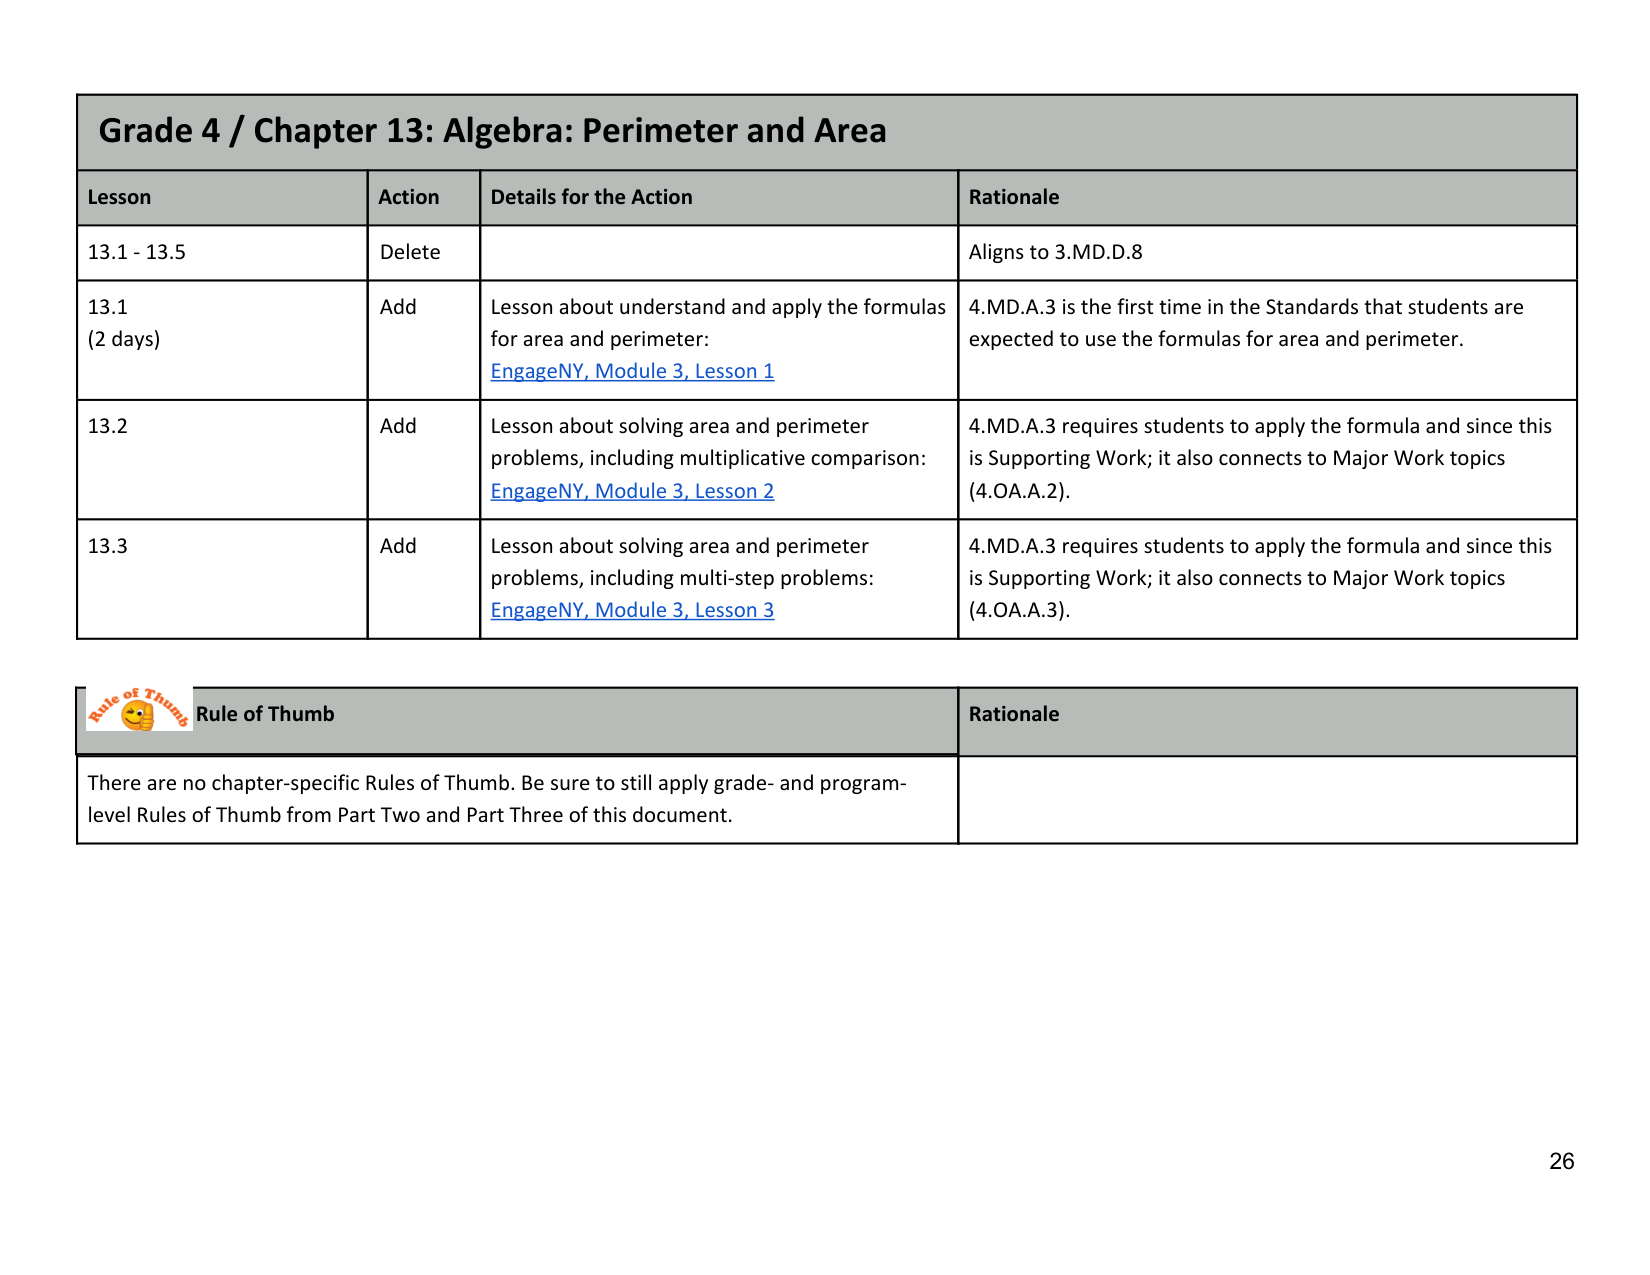 Grade 4 / Chapter 13: Algebra: Perimeter and Area
Lesson Action Details for the Action Rationale
13.1 - 13.5 Delete Aligns to 3.MD.D.8
13.1
(2 days)
Add
Lesson about understand and apply the formulas
for area and perimeter:
EngageNY, Module 3, Lesson 1
4.MD.A.3 is the first time in the Standards that students are
expected to use the formulas for area and perimeter.
13.2
Add
Lesson about solving area and perimeter
problems, including multiplicative comparison:
EngageNY, Module 3, Lesson 2
4.MD.A.3 requires students to apply the formula and since this
is Supporting Work; it also connects to Major Work topics
(4.OA.A.2).
13.3
Add
Lesson about solving area and perimeter
problems, including multi-step problems:
EngageNY, Module 3, Lesson 3
4.MD.A.3 requires students to apply the formula and since this
is Supporting Work; it also connects to Major Work topics
(4.OA.A.3).
Rule of Thumb
Rule of Thumb
Rationale
There are no chapter-specific Rules of Thumb. Be sure to still apply grade- and program-
level Rules of Thumb from Part Two and Part Three of this document.
26